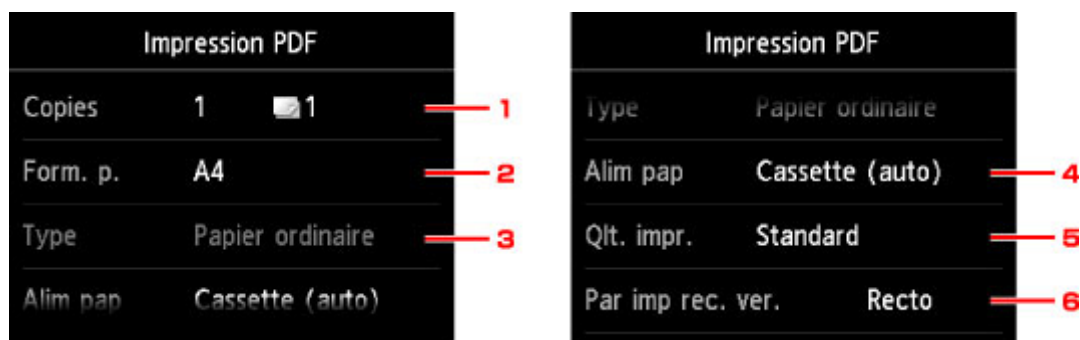 Impression PDF
Copies 1 1 1
Form. p. A4 2
Type Papier ordinaire 3
Alim pap Cassette (auto)
Impression PDF
Type Papier ordinaire
Alim pap Cassette (auto) 4
Qlt. impr. Standard 5
Par imp rec. ver. Recto 6